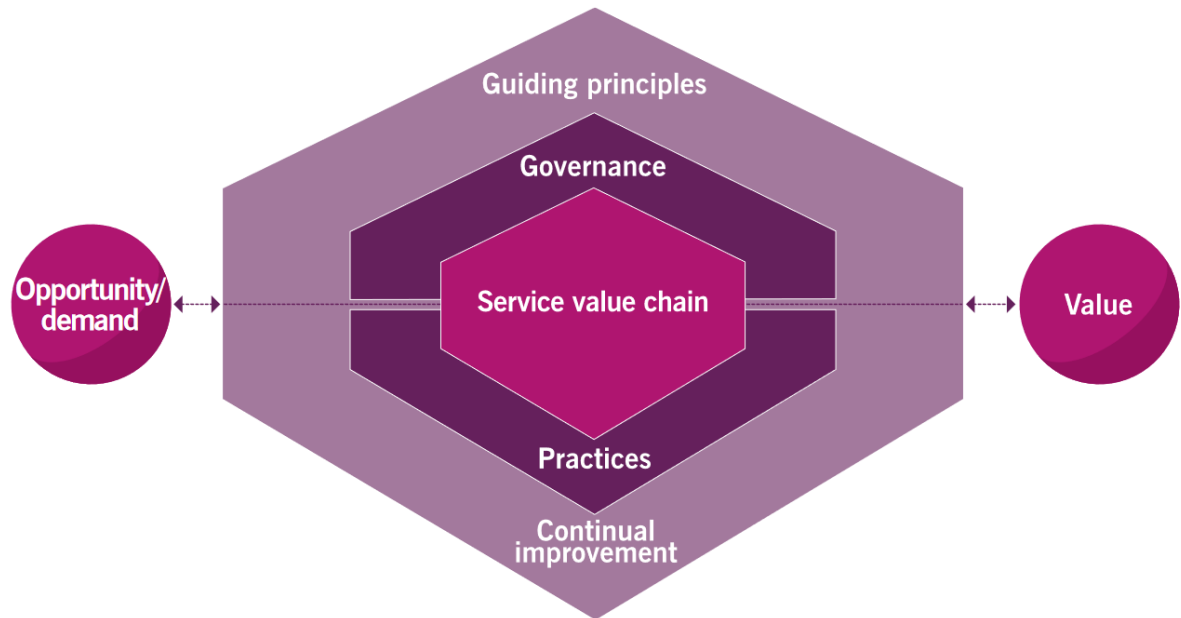 Guiding principles
Governance
Opportunity/
demand
Service value chain
Value
Practices
Continual
improvement